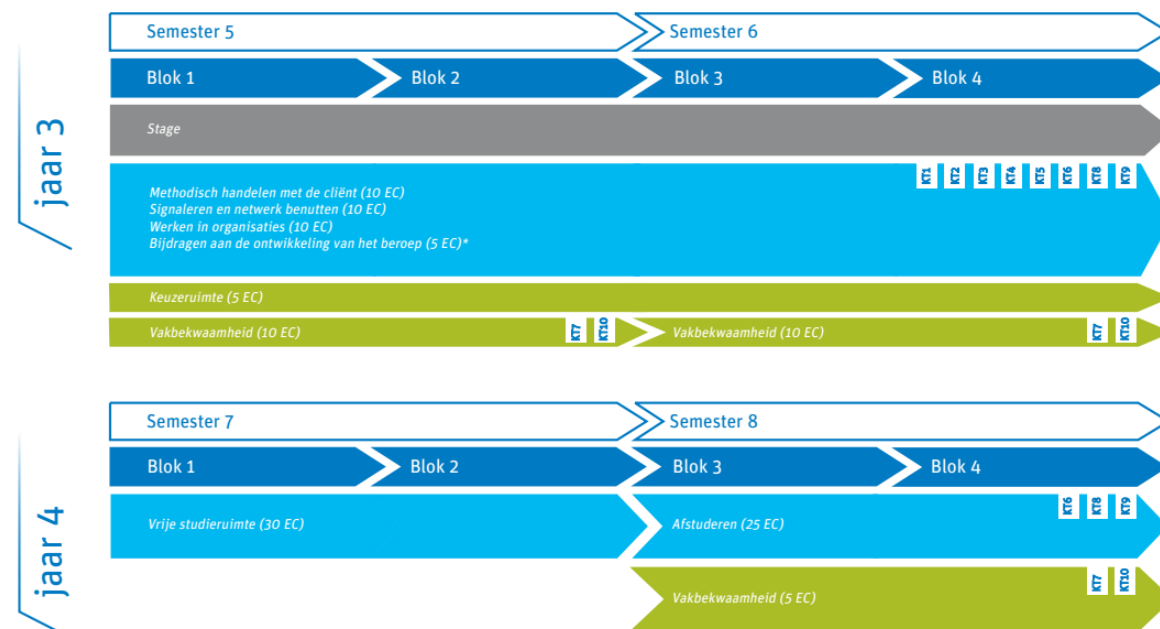 jaar 3
Semester 5
Semester 6
Blok 1
Blok 2
Blok 3
Blok 4
Stage
KT1 KT2 KT3 KT4 KT5 KT6 KT8 KT9
Methodisch handelen met de cliënt (10 EC)
Signaleren en netwerk benutten (10 EC)
Werken in organisaties (10 EC)
Bijdragen aan de ontwikkeling van het beroep (5 EC)*
Keuzeruimte (5 EC)
Vakbekwaamheid (10 EC)
KT7 KT10
Vakbekwaamheid (10 EC)
KT7 KT10
jaar 4
Semester 7
Semester 8
Blok 1
Blok 2
Blok 3
Blok 4
Vrije studieruimte (30 EC)
Afstuderen (25 EC)
KT6 KT8 KT9
Vakbekwaamheid (5 EC)
KT7 KT10